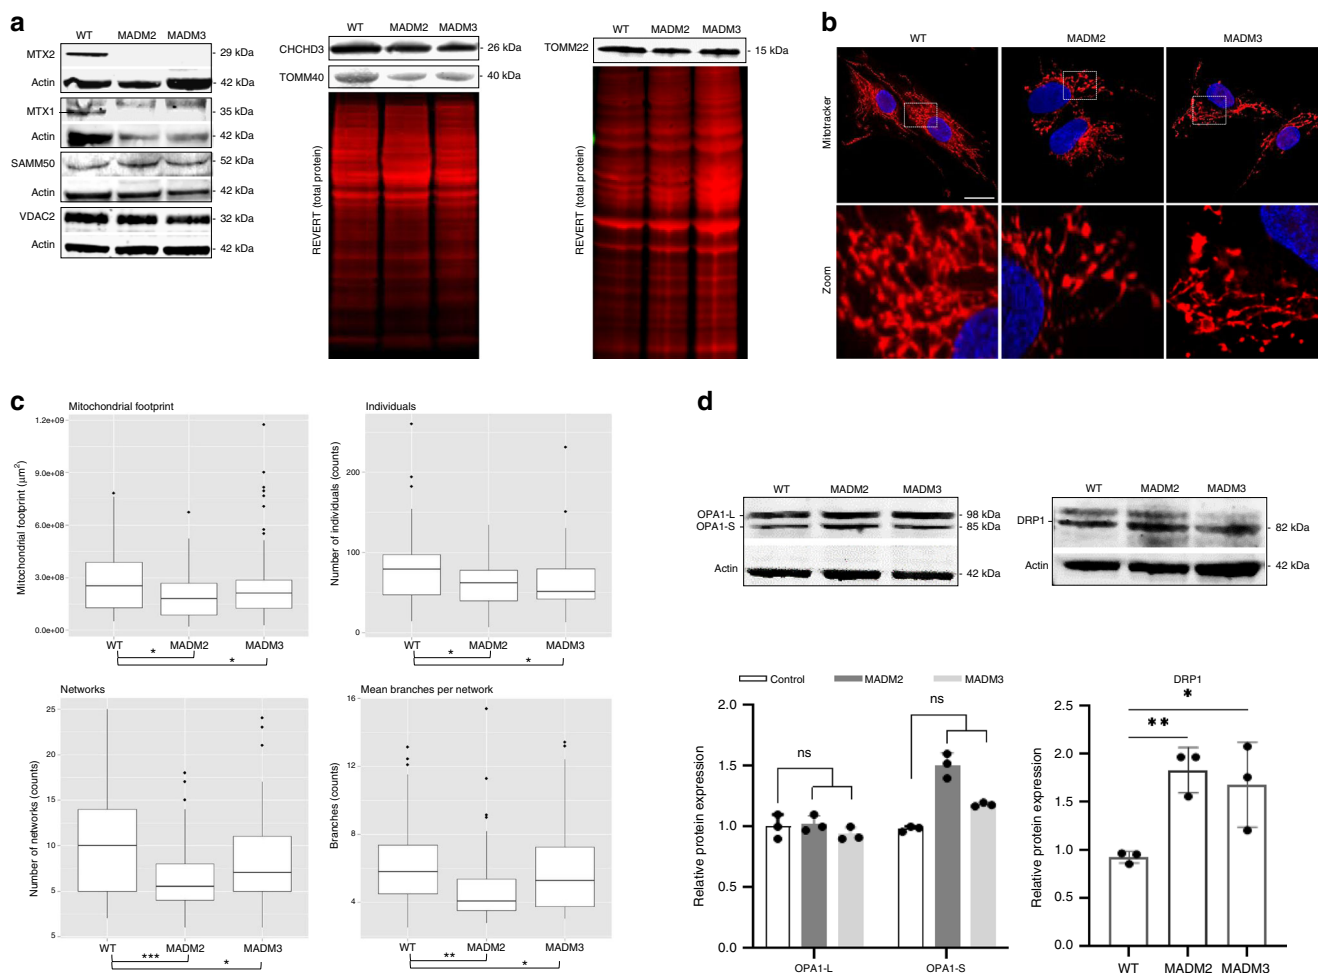 a
WT MADM2 MADM3
MTX2 - 29 kDa
Actin - 42 kDa
MTX1 - 35 kDa
Actin - 42 kDa
SAMM50 - 52 kDa
Actin - 42 kDa
VDAC2 - 32 kDa
Actin - 42 kDa
WT MADM2 MADM3
CHCHD3 - 26 kDa
TOMM40 - 40 kDa
REVERT (total protein)
WT MADM2 MADM3
TOMM22 - 15 kDa
REVERT (total protein)
b
WT MADM2 MADM3
Mitotracker
Zoom
c
Mitochondrial footprint
Mitochondrial footprint (μm²)
1.2e+09
9.0e+08
6.0e+08
3.0e+08
0.0e+00
WT MADM2 MADM3
*
*
Individuals
Number of individuals (counts)
200
100
0
WT MADM2 MADM3
*
*
Networks
Number of networks (counts)
25
20
15
10
5
5
WT MADM2 MADM3
***
*
Mean branches per network
Branches (counts)
16
12
8
4
WT MADM2 MADM3
**
*
d
WT MADM2 MADM3
OPA1-L - 98 kDa
OPA1-S - 85 kDa
Actin - 42 kDa
WT MADM2 MADM3
DRP1 - 82 kDa
Actin - 42 kDa
Control MADM2 MADM3
Relative protein expression
2.0
1.5
1.0
0.5
0.0
ns
ns
OPA1-L OPA1-S
DRP1
*
**
Relative protein expression
2.5
2.0
1.5
1.0
0.5
0.0
WT MADM2 MADM3